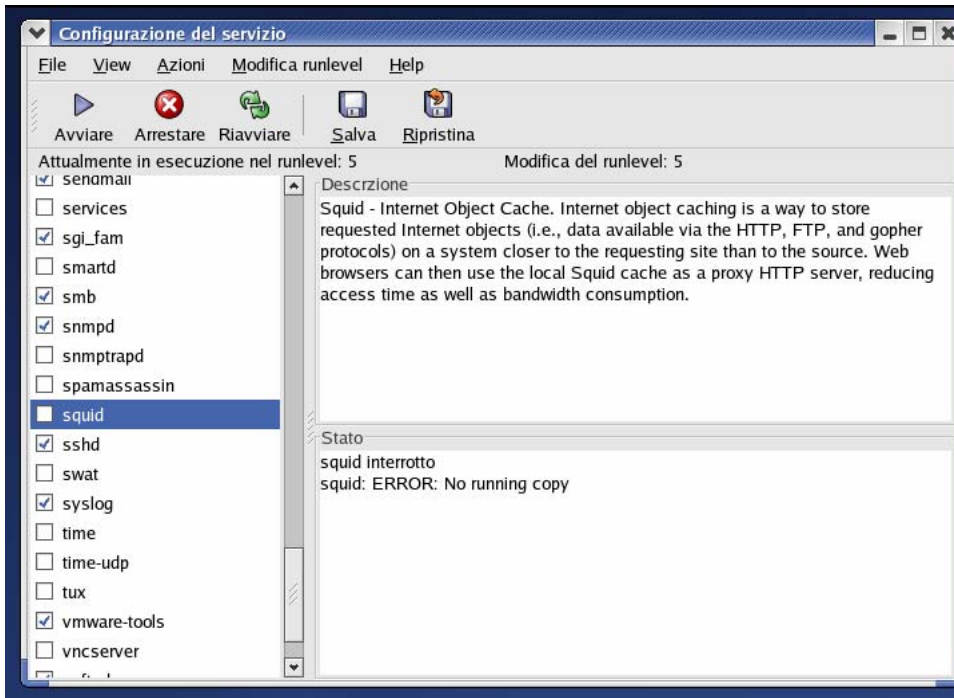 Configurazione del servizio
File View Azioni Modifica runlevel Help
Avviare Arrestare Riavviare Salva Ripristina
Attualmente in esecuzione nel runlevel: 5 Modifica del runlevel: 5
sendmail
services
sgi_fam
smartd
smb
snmpd
snmptrapd
spamassassin
squid
sshd
swat
syslog
time
time-udp
tux
vmware-tools
vncserver
Descrzione
Squid - Internet Object Cache. Internet object caching is a way to store
requested Internet objects (i.e., data available via the HTTP, FTP, and gopher
protocols) on a system closer to the requesting site than to the source. Web
browsers can then use the local Squid cache as a proxy HTTP server, reducing
access time as well as bandwidth consumption.
Stato
squid interrotto
squid: ERROR: No running copy